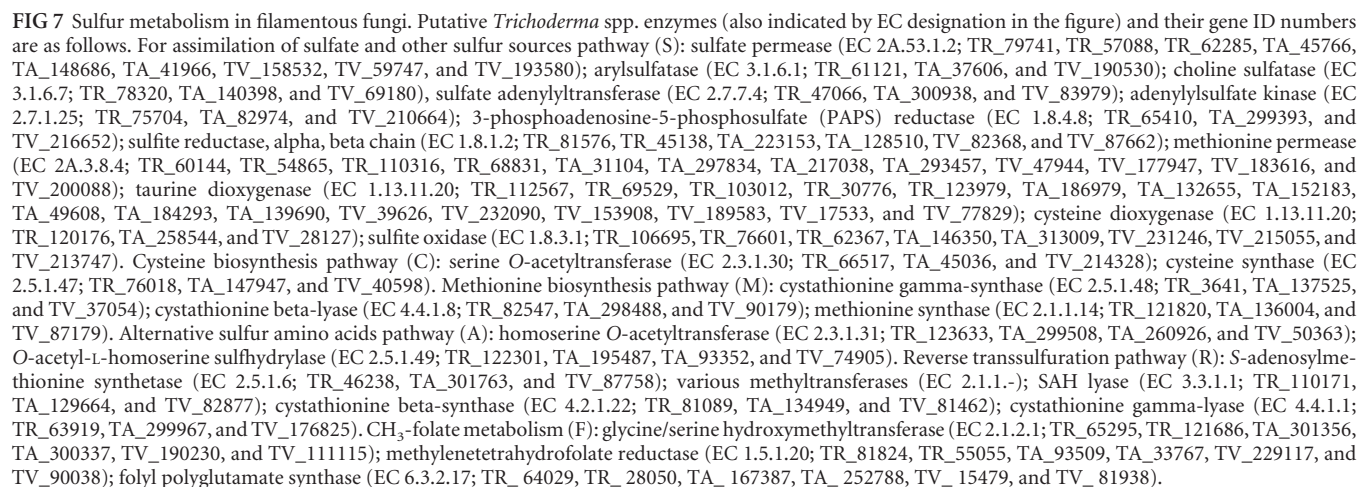 FIG 7 Sulfur metabolism in filamentous fungi. Putative Trichoderma spp. enzymes (also indicated by EC designation in the figure) and their gene ID numbers
are as follows. For assimilation of sulfate and other sulfur sources pathway (S): sulfate permease (EC 2A.53.1.2; TR_79741, TR_57088, TR_62285, TA_45766,
TA_148686, TA_41966, TV_158532, TV_59747, and TV_193580); arylsulfatase (EC 3.1.6.1; TR_61121, TA_37606, and TV_190530); choline sulfatase (EC
3.1.6.7; TR_78320, TA_140398, and TV_69180), sulfate adenylyltransferase (EC 2.7.7.4; TR_47066, TA_300938, and TV_83979); adenylylsulfate kinase (EC
2.7.1.25; TR_75704, TA_82974, and TV_210664); 3-phosphoadenosine-5-phosphosulfate (PAPS) reductase (EC 1.8.4.8; TR_65410, TA_299393, and
TV_216652); sulfite reductase, alpha, beta chain (EC 1.8.1.2; TR_81576, TR_45138, TA_223153, TA_128510, TV_82368, and TV_87662); methionine permease
(EC 2A.3.8.4; TR_60144, TR_54865, TR_110316, TR_68831, TA_31104, TA_297834, TA_217038, TA_293457, TV_47944, TV_177947, TV_183616, and
TV_200088); taurine dioxygenase (EC 1.13.11.20; TR_112567, TR_69529, TR_103012, TR_30776, TR_123979, TA_186979, TA_132655, TA_152183,
TA_49608, TA_184293, TA_139690, TV_39626, TV_232090, TV_153908, TV_189583, TV_17533, and TV_77829); cysteine dioxygenase (EC 1.13.11.20;
TR_120176, TA_258544, and TV_28127); sulfite oxidase (EC 1.8.3.1; TR_106695, TR_76601, TR_62367, TA_146350, TA_313009, TV_231246, TV_215055, and
TV_213747). Cysteine biosynthesis pathway (C): serine O-acetyltransferase (EC 2.3.1.30; TR_66517, TA_45036, and TV_214328); cysteine synthase (EC
2.5.1.47; TR_76018, TA_147947, and TV_40598). Methionine biosynthesis pathway (M): cystathionine gamma-synthase (EC 2.5.1.48; TR_3641, TA_137525,
and TV_37054); cystathionine beta-lyase (EC 4.4.1.8; TR_82547, TA_298488, and TV_90179); methionine synthase (EC 2.1.1.14; TR_121820, TA_136004, and
TV_87179). Alternative sulfur amino acids pathway (A): homoserine O-acetyltransferase (EC 2.3.1.31; TR_123633, TA_299508, TA_260926, and TV_50363);
O-acetyl-L-homoserine sulfhydrylase (EC 2.5.1.49; TR_122301, TA_195487, TA_93352, and TV_74905). Reverse transsulfuration pathway (R): S-adenosylme-
thionine synthetase (EC 2.5.1.6; TR_46238, TA_301763, and TV_87758); various methyltransferases (EC 2.1.1.-); SAH lyase (EC 3.3.1.1; TR_110171,
TA_129664, and TV_82877); cystathionine beta-synthase (EC 4.2.1.22; TR_81089, TA_134949, and TV_81462); cystathionine gamma-lyase (EC 4.4.1.1;
TR_63919, TA_299967, and TV_176825). CH₃-folate metabolism (F): glycine/serine hydroxymethyltransferase (EC 2.1.2.1; TR_65295, TR_121686, TA_301356,
TA_300337, TV_190230, and TV_111115); methylenetetrahydrofolate reductase (EC 1.5.1.20; TR_81824, TR_55055, TA_93509, TA_33767, TV_229117, and
TV_90038); folyl polyglutamate synthase (EC 6.3.2.17; TR_ 64029, TR_ 28050, TA_ 167387, TA_ 252788, TV_ 15479, and TV_ 81938).